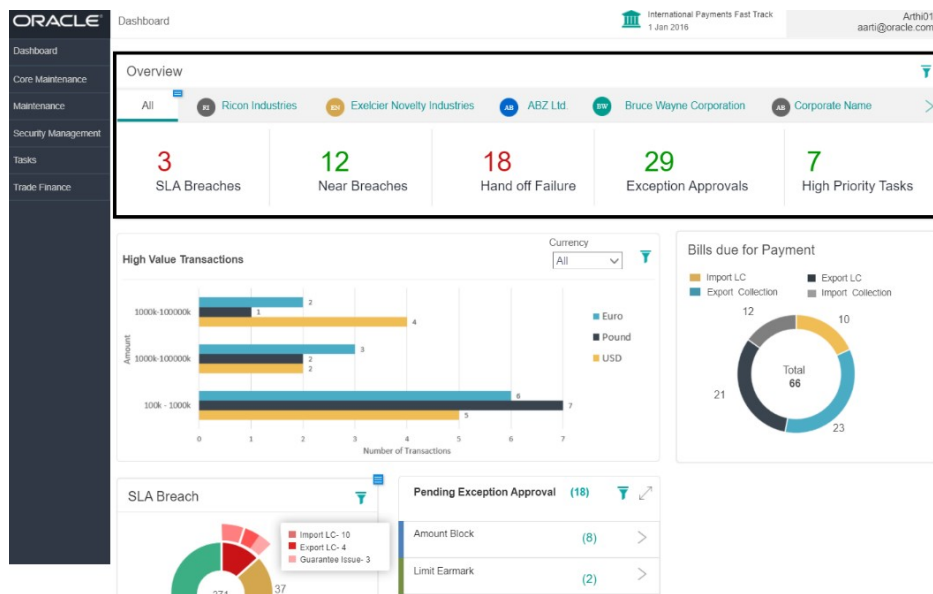 ORACLE®
Dashboard
International Payments Fast Track
1 Jan 2016
Arthi01
aarti@oracle.com
Dashboard
Core Maintenance
Maintenance
Security Management
Tasks
Trade Finance
Overview
All
RI Ricon Industries
EN Exelcier Novelty Industries
AB ABZ Ltd.
BW Bruce Wayne Corporation
AB Corporate Name
3
SLA Breaches
12
Near Breaches
18
Hand off Failure
29
Exception Approvals
7
High Priority Tasks
High Value Transactions
Currency
All
Amount
1000k-100000k
2
1
4
1000k-100000k
3
2
2
100k - 1000k
6
7
5
0 1 2 3 4 5 6 7
Number of Transactions
Euro
Pound
USD
Bills due for Payment
Import LC
Export LC
Export Collection
Import Collection
12
10
Total
66
21
23
SLA Breach
Import LC- 10
Export LC- 4
Guarantee Issue- 3
37
Pending Exception Approval (18)
Amount Block (8)
Limit Earmark (2)